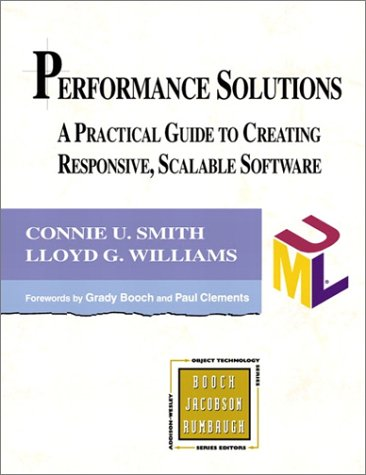 PERFORMANCE SOLUTIONS
A PRACTICAL GUIDE TO CREATING
RESPONSIVE, SCALABLE SOFTWARE
CONNIE U. SMITH
LLOYD G. WILLIAMS
Forewords by Grady Booch and Paul Clements
UML®
OBJECT TECHNOLOGY SERIES
ADDISON-WESLEY
BOOCH
JACOBSON
RUMBAUGH
SERIES EDITORS